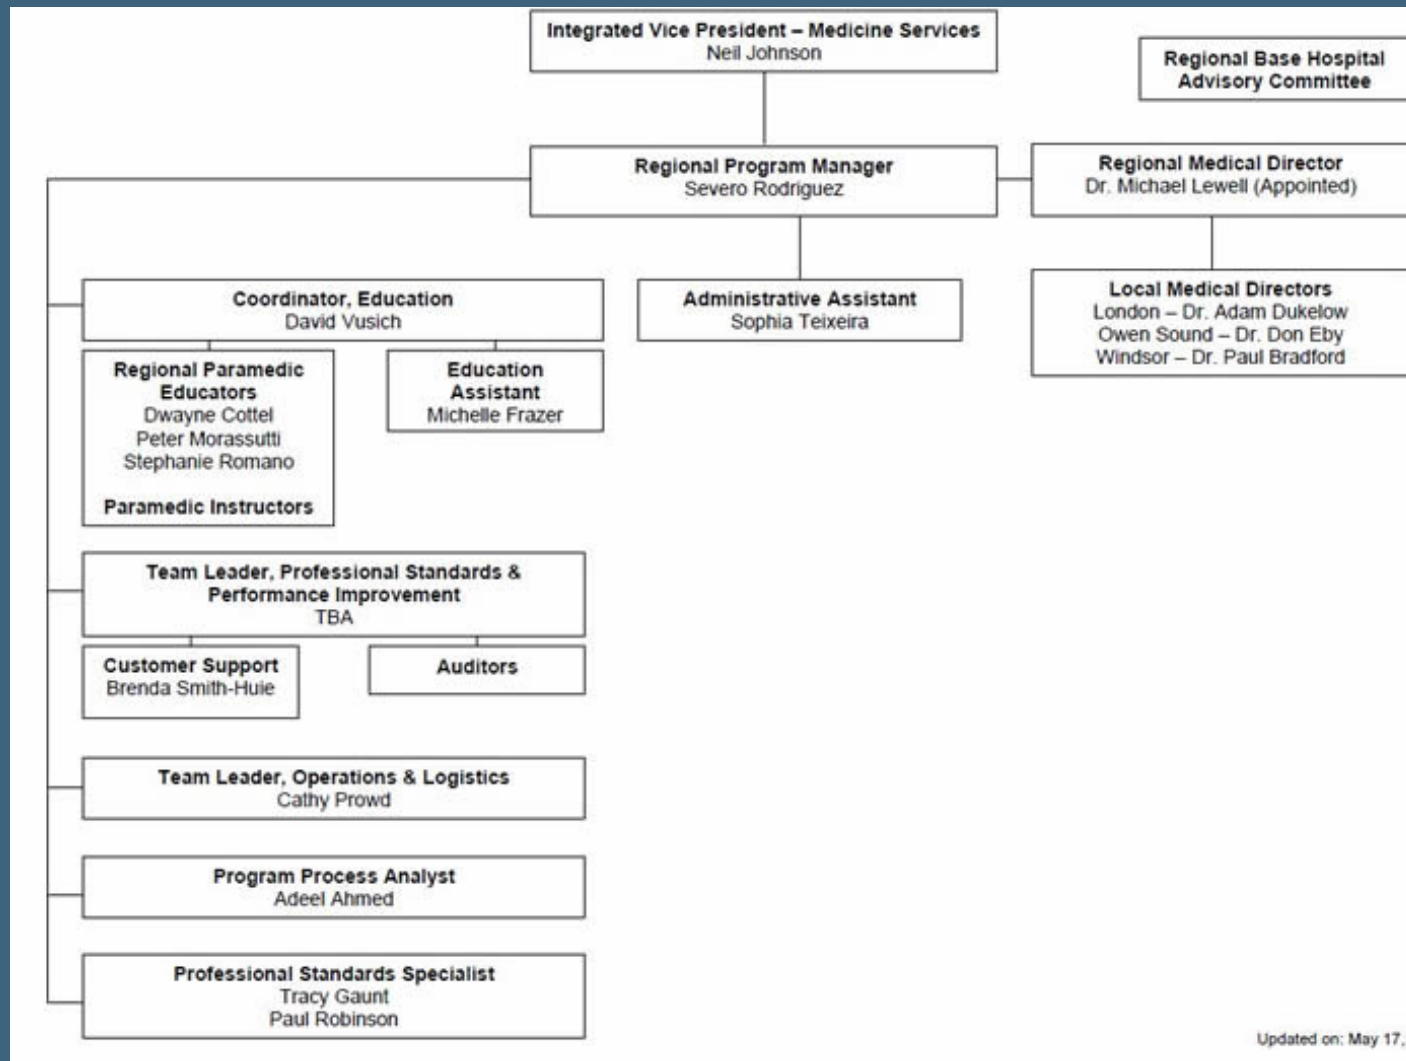 Integrated Vice President – Medicine Services
Neil Johnson
Regional Base Hospital
Advisory Committee
Regional Program Manager
Severo Rodriguez
Regional Medical Director
Dr. Michael Lewell (Appointed)
Coordinator, Education
David Vusich
Administrative Assistant
Sophia Teixeira
Local Medical Directors
London – Dr. Adam Dukelow
Owen Sound – Dr. Don Eby
Windsor – Dr. Paul Bradford
Regional Paramedic
Educators
Dwayne Cottel
Peter Morassutti
Stephanie Romano
Paramedic Instructors
Education
Assistant
Michelle Frazer
Team Leader, Professional Standards &
Performance Improvement
TBA
Customer Support
Brenda Smith-Huie
Auditors
Team Leader, Operations & Logistics
Cathy Prowd
Program Process Analyst
Adeel Ahmed
Professional Standards Specialist
Tracy Gaunt
Paul Robinson
Updated on: May 17,